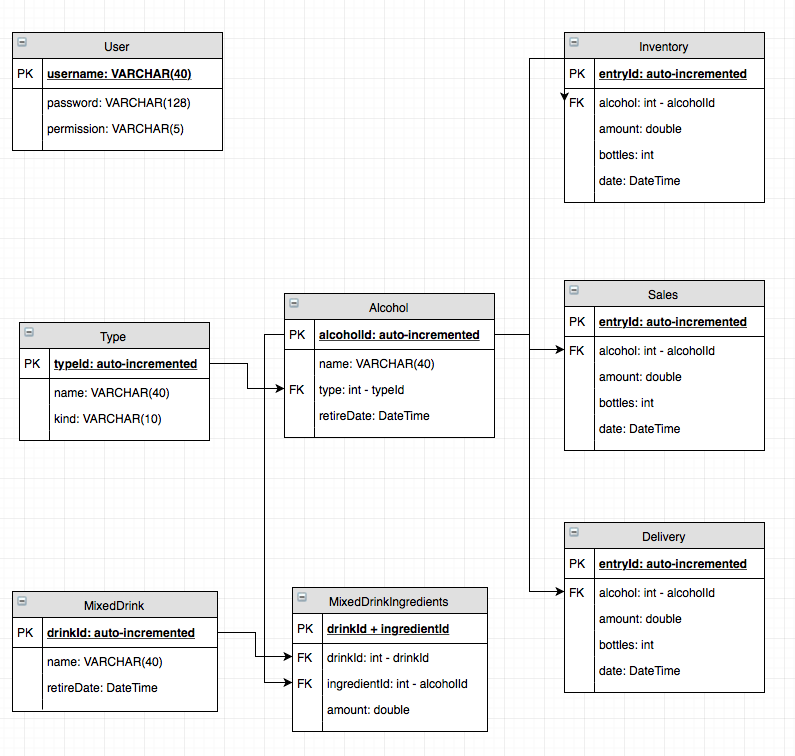 User
PK username: VARCHAR(40)
password: VARCHAR(128)
permission: VARCHAR(5)
Inventory
PK entryId: auto-incremented
FK alcohol: int - alcoholId
amount: double
bottles: int
date: DateTime
Type
PK typeId: auto-incremented
name: VARCHAR(40)
kind: VARCHAR(10)
Alcohol
PK alcoholId: auto-incremented
name: VARCHAR(40)
FK type: int - typeId
retireDate: DateTime
Sales
PK entryId: auto-incremented
FK alcohol: int - alcoholId
amount: double
bottles: int
date: DateTime
MixedDrink
PK drinkId: auto-incremented
name: VARCHAR(40)
retireDate: DateTime
MixedDrinkIngredients
PK drinkId + ingredientId
FK drinkId: int - drinkId
FK ingredientId: int - alcoholId
amount: double
Delivery
PK entryId: auto-incremented
FK alcohol: int - alcoholId
amount: double
bottles: int
date: DateTime